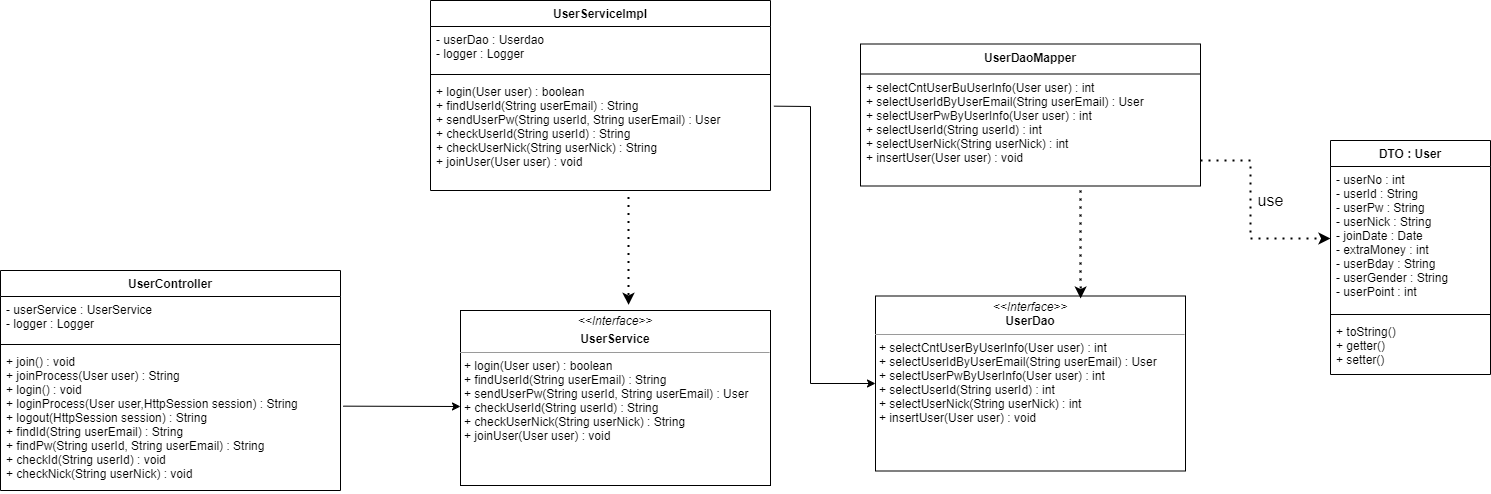 UserServiceImpl
- userDao : Userdao
- logger : Logger
+ login(User user) : boolean
+ findUserId(String userEmail) : String
+ sendUserPw(String userId, String userEmail) : User
+ checkUserId(String userId) : String
+ checkUserNick(String userNick) : String
+ joinUser(User user) : void
UserDaoMapper
+ selectCntUserBuUserInfo(User user) : int
+ selectUserIdByUserEmail(String userEmail) : User
+ selectUserPwByUserInfo(User user) : int
+ selectUserId(String userId) : int
+ selectUserNick(String userNick) : int
+ insertUser(User user) : void
use
DTO : User
- userNo : int
- userId : String
- userPw : String
- userNick : String
- joinDate : Date
- extraMoney : int
- userBday : String
- userGender : String
- userPoint : int
+ toString()
+ getter()
+ setter()
UserController
- userService : UserService
- logger : Logger
+ join() : void
+ joinProcess(User user) : String
+ login() : void
+ loginProcess(User user,HttpSession session) : String
+ logout(HttpSession session) : String
+ findId(String userEmail) : String
+ findPw(String userId, String userEmail) : String
+ checkId(String userId) : void
+ checkNick(String userNick) : void
<<Interface>>
UserService
+ login(User user) : boolean
+ findUserId(String userEmail) : String
+ sendUserPw(String userId, String userEmail) : User
+ checkUserId(String userId) : String
+ checkUserNick(String userNick) : String
+ joinUser(User user) : void
<<Interface>>
UserDao
+ selectCntUserByUserInfo(User user) : int
+ selectUserIdByUserEmail(String userEmail) : User
+ selectUserPwByUserInfo(User user) : int
+ selectUserId(String userId) : int
+ selectUserNick(String userNick) : int
+ insertUser(User user) : void